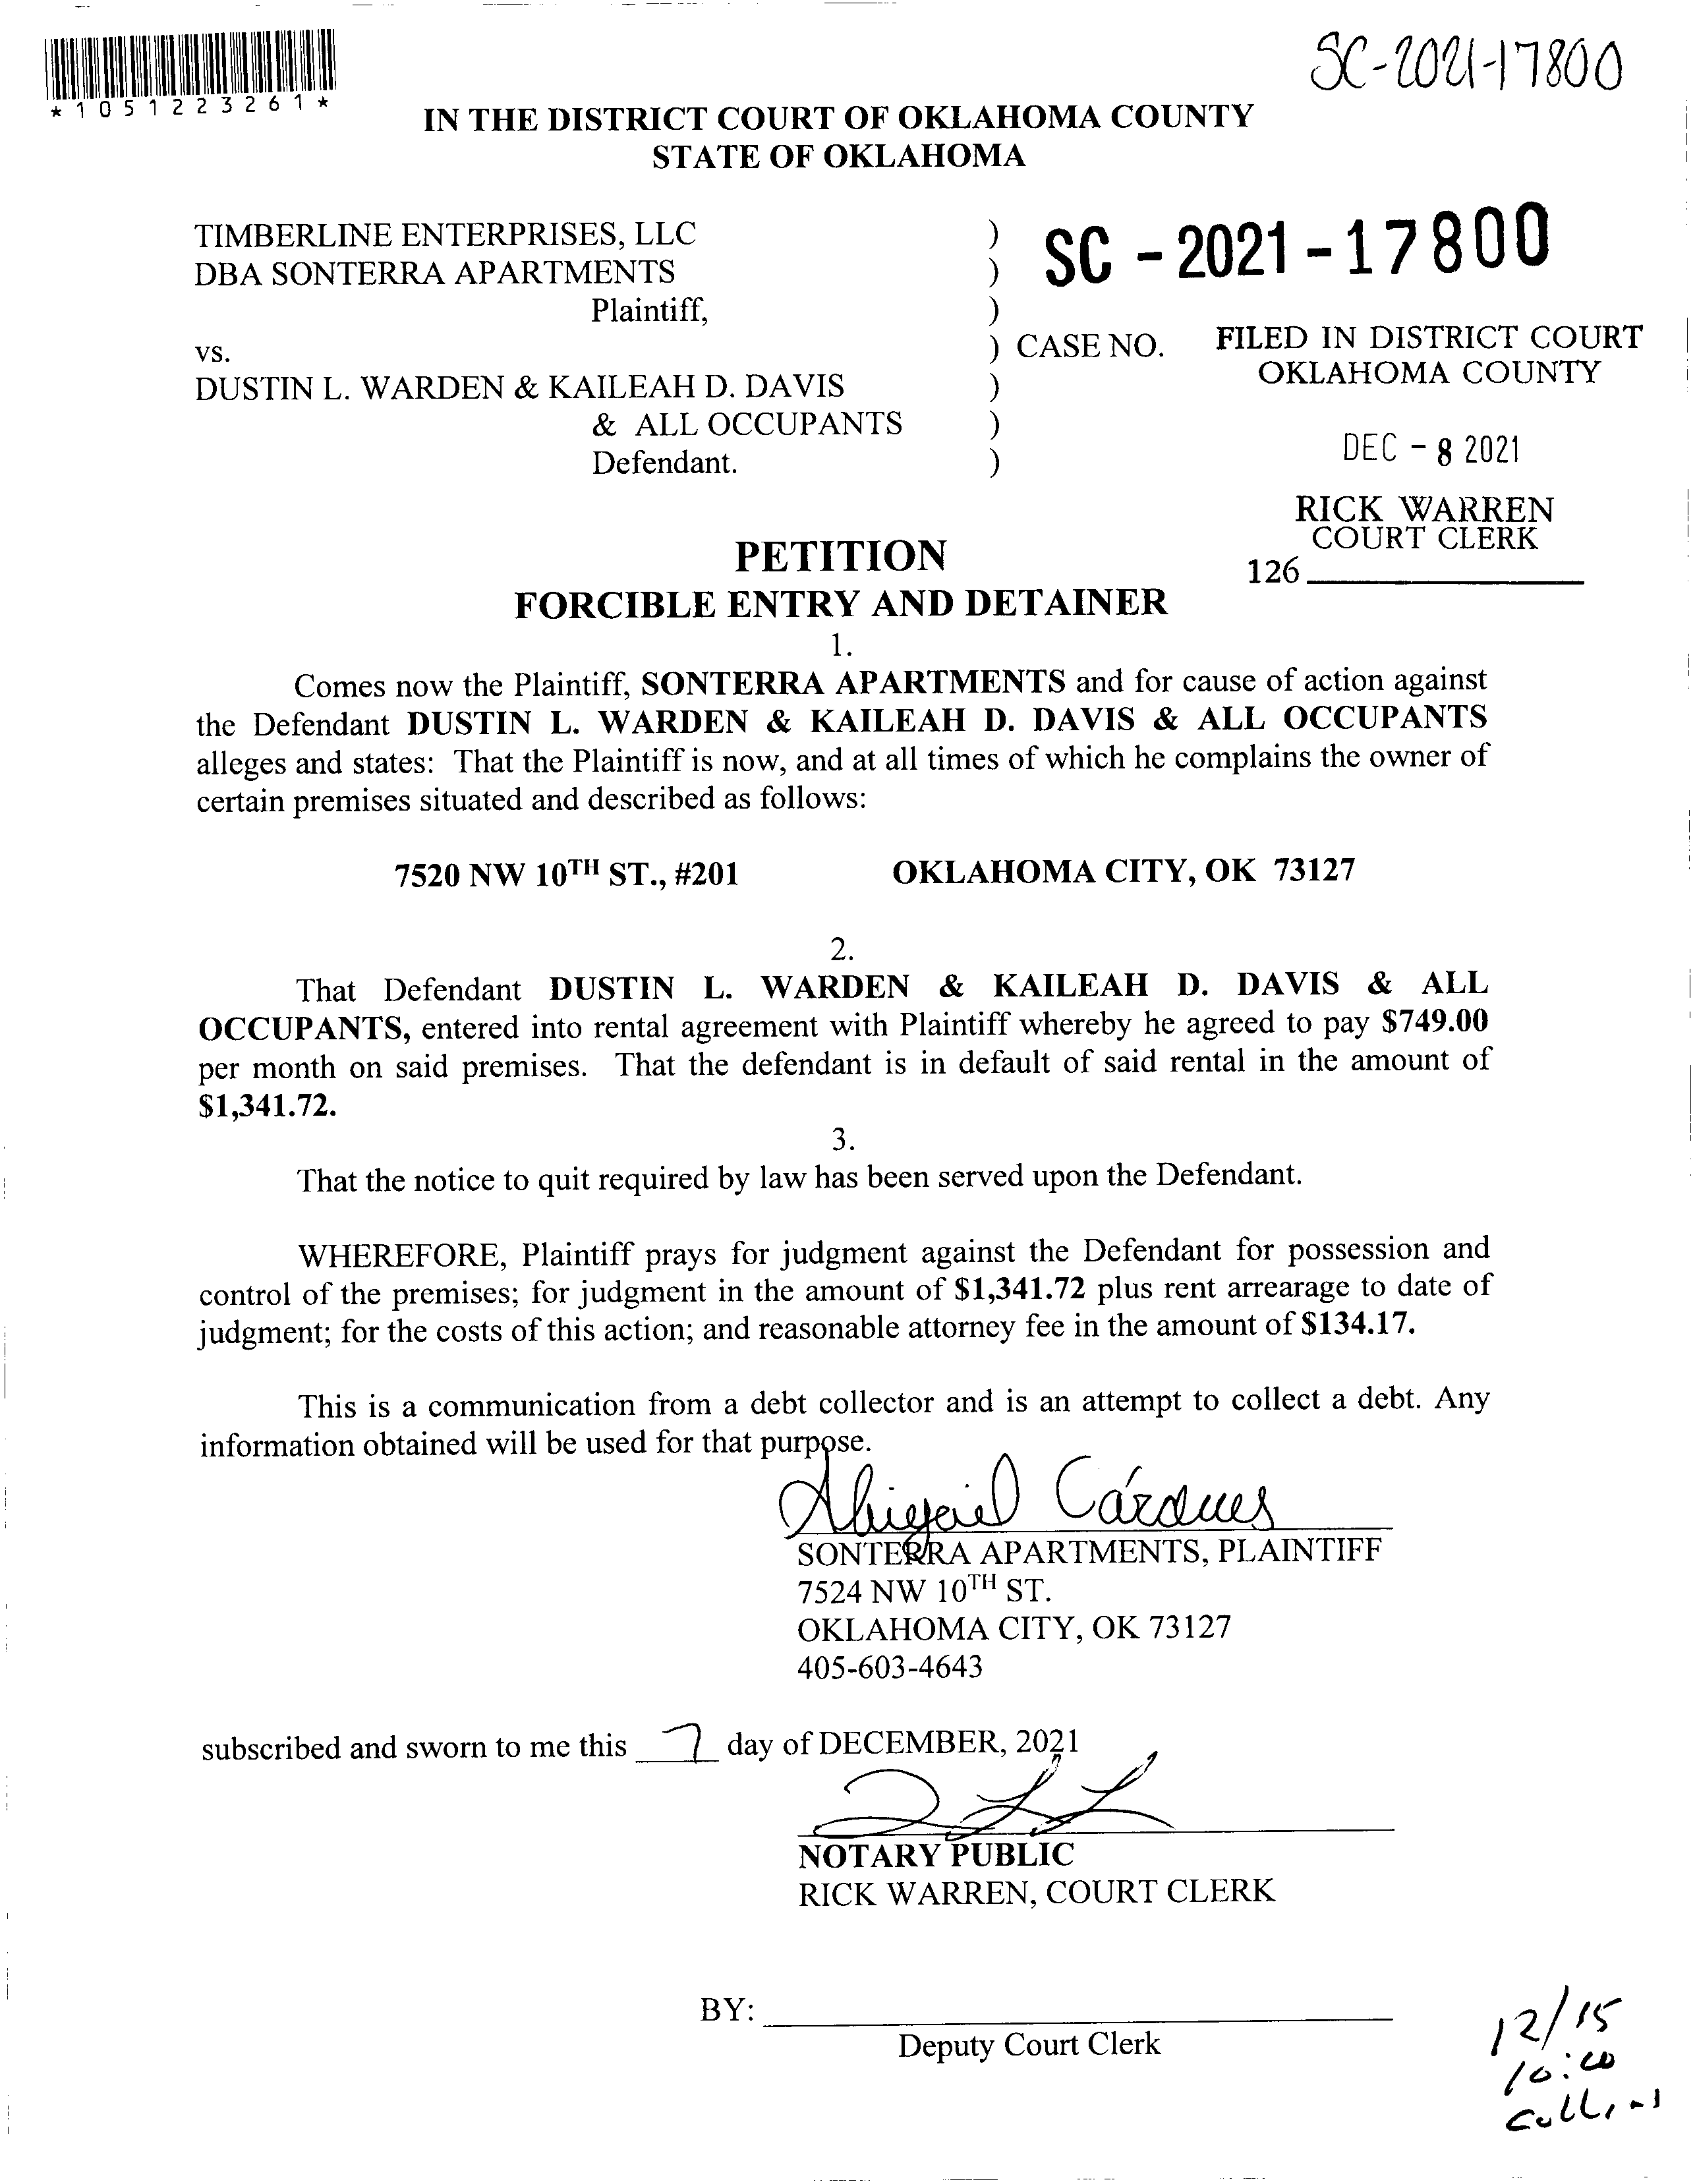 SC-2021-17800
*1051223261*
IN THE DISTRICT COURT OF OKLAHOMA COUNTY
STATE OF OKLAHOMA
TIMBERLINE ENTERPRISES, LLC )
DBA SONTERRA APARTMENTS )
Plaintiff, )
SC - 2021 - 17800
vs. ) CASE NO.
DUSTIN L. WARDEN & KAILEAH D. DAVIS )
& ALL OCCUPANTS )
Defendant. )
FILED IN DISTRICT COURT
OKLAHOMA COUNTY
DEC - 8 2021
RICK WARREN
COURT CLERK
126
PETITION
FORCIBLE ENTRY AND DETAINER
1.
Comes now the Plaintiff, SONTERRA APARTMENTS and for cause of action against
the Defendant DUSTIN L. WARDEN & KAILEAH D. DAVIS & ALL OCCUPANTS
alleges and states: That the Plaintiff is now, and at all times of which he complains the owner of
certain premises situated and described as follows:
7520 NW 10TH ST., #201 OKLAHOMA CITY, OK 73127
2.
That Defendant DUSTIN L. WARDEN & KAILEAH D. DAVIS & ALL
OCCUPANTS, entered into rental agreement with Plaintiff whereby he agreed to pay $749.00
per month on said premises. That the defendant is in default of said rental in the amount of
$1,341.72.
3.
That the notice to quit required by law has been served upon the Defendant.
WHEREFORE, Plaintiff prays for judgment against the Defendant for possession and
control of the premises; for judgment in the amount of $1,341.72 plus rent arrearage to date of
judgment; for the costs of this action; and reasonable attorney fee in the amount of $134.17.
This is a communication from a debt collector and is an attempt to collect a debt. Any
information obtained will be used for that purpose.
Abigail
SONTERRA APARTMENTS, PLAINTIFF
7524 NW 10TH ST.
OKLAHOMA CITY, OK 73127
405-603-4643
subscribed and sworn to me this 7 day of DECEMBER, 2021
NOTARY PUBLIC
RICK WARREN, COURT CLERK
BY:
Deputy Court Clerk
12/15
10:00
Collins